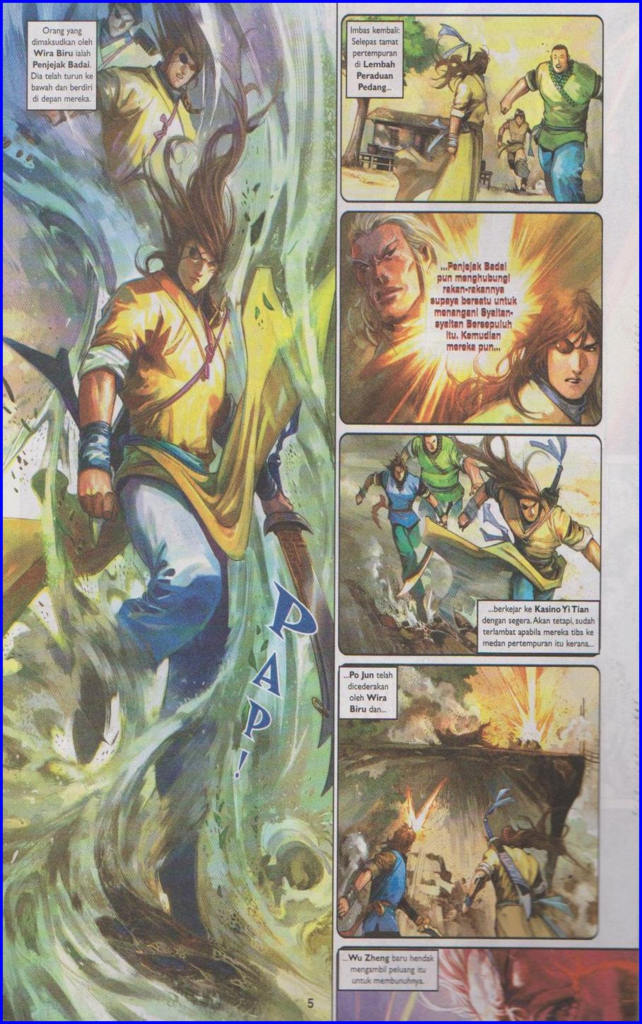 Orang yang
dimaksudkan oleh
Wira Biru ialah
Penjejak Badai.
Dia telah turun ke
bawah dan berdiri
di depan mereka.
PAP!
5
Imbas kembali:
Selepas tamat
pertempuran
di Lembah
Peraduan
Pedang...
...Penjejak Badai
pun menghubungi
rakan-rakannya
supaya bersatu untuk
menangani Syaitan-
syaitan Bersepuluh
itu. Kemudian
mereka pun...
...berkejar ke Kasino Yi Tian
dengan segera. Akan tetapi, sudah
terlambat apabila mereka tiba ke
medan pertempuran itu kerana...
...Po Jun telah
dicederakan
oleh Wira
Biru dan...
...Wu Zheng baru hendak
mengambil peluang itu
untuk membunuhnya.